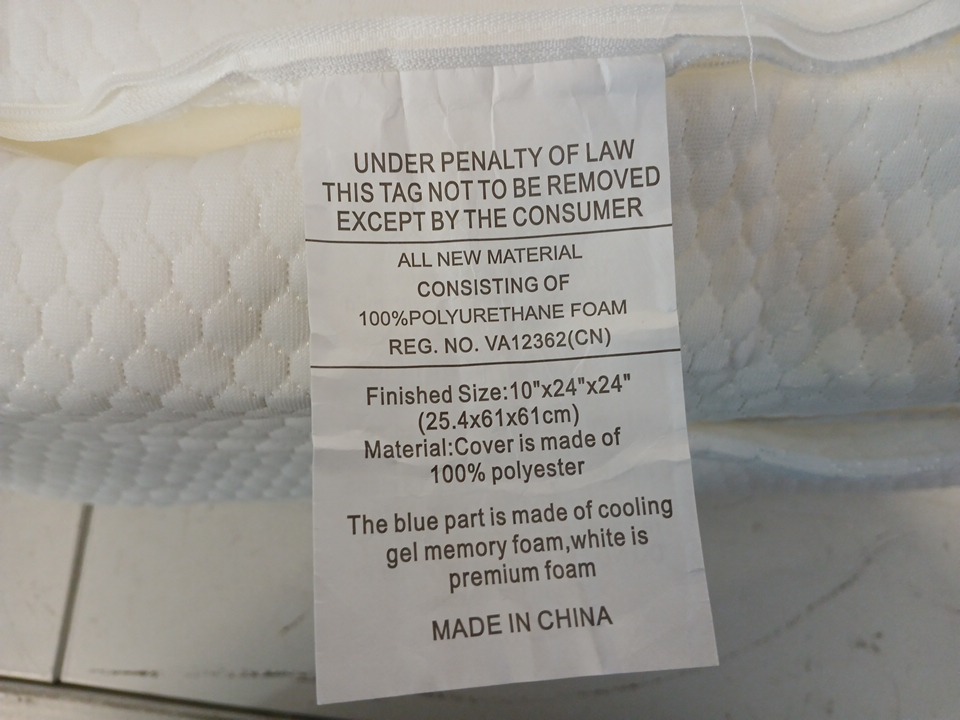 UNDER PENALTY OF LAW
THIS TAG NOT TO BE REMOVED
EXCEPT BY THE CONSUMER
ALL NEW MATERIAL
CONSISTING OF
100%POLYURETHANE FOAM
REG. NO. VA12362(CN)
Finished Size:10"x24"x24"
(25.4x61x61cm)
Material:Cover is made of
100% polyester
The blue part is made of cooling
gel memory foam,white is
premium foam
MADE IN CHINA